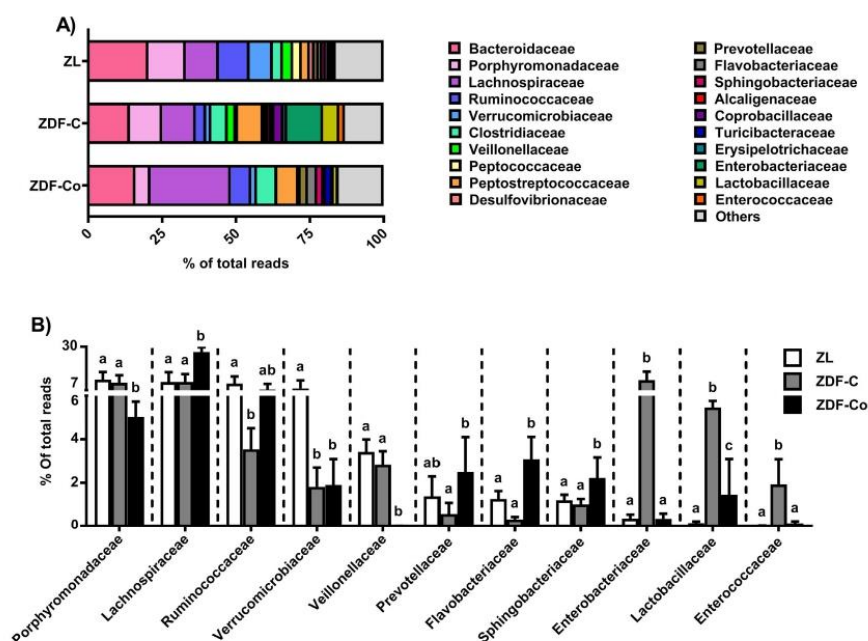 A)
ZL
ZDF-C
ZDF-Co
0 25 50 75 100
% of total reads
Bacteroidaceae
Porphyromonadaceae
Lachnospiraceae
Ruminococcaceae
Verrucomicrobiaceae
Clostridiaceae
Veillonellaceae
Peptococcaceae
Peptostreptococcaceae
Desulfovibrionaceae
Prevotellaceae
Flavobacteriaceae
Sphingobacteriaceae
Alcaligenaceae
Coprobacillaceae
Turicibacteraceae
Erysipelotrichaceae
Enterobacteriaceae
Lactobacillaceae
Enterococcaceae
Others
B)
% Of total reads
30
7
6
4
2
0
a a b
a a b
a b ab
a b b
a a b
ab a b
a a b
a a b
a b a
a b c
a b a
ZL
ZDF-C
ZDF-Co
Porphyromonadaceae
Lachnospiraceae
Ruminococcaceae
Verrucomicrobiaceae
Veillonellaceae
Prevotellaceae
Flavobacteriaceae
Sphingobacteriaceae
Enterobacteriaceae
Lactobacillaceae
Enterococcaceae